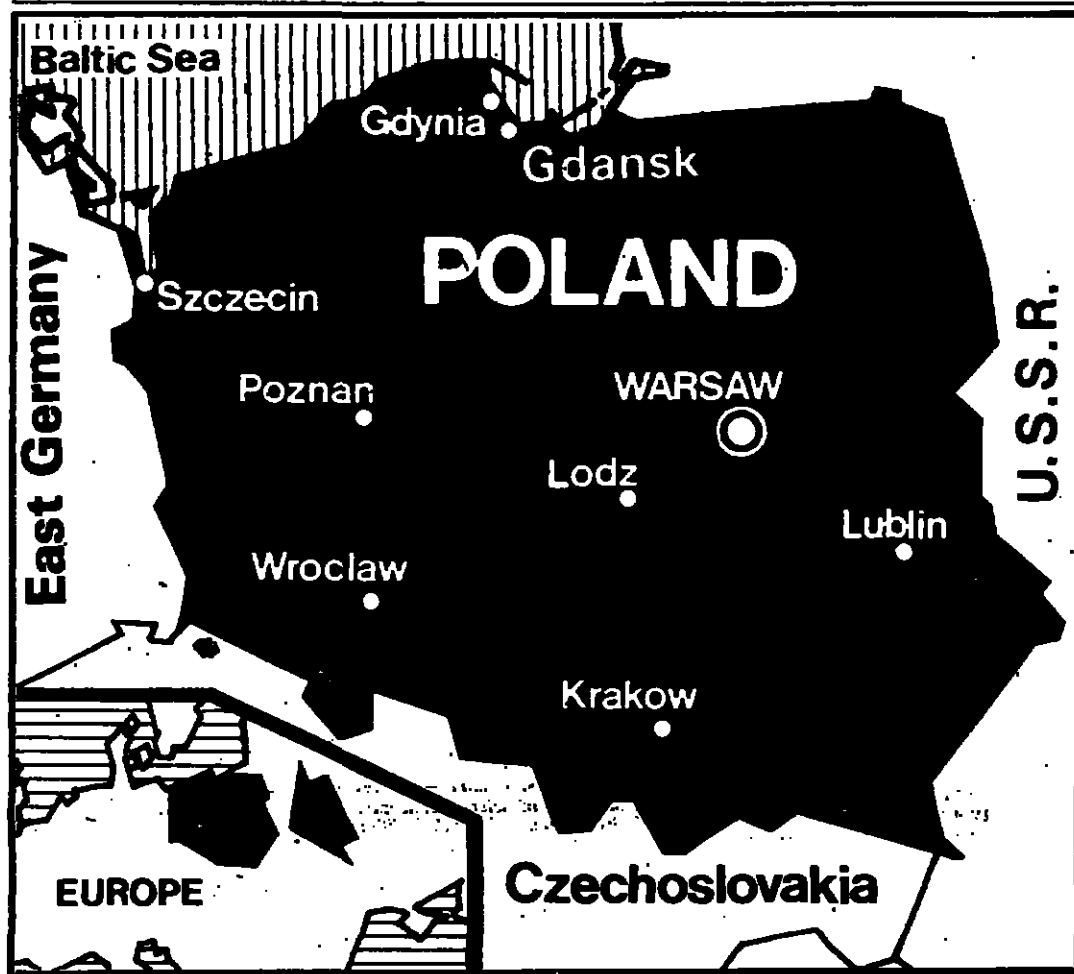 Baltic Sea
Gdynia
Gdansk
POLAND
Szczecin
East Germany
U.S.S.R.
Poznan
WARSAW
Lodz
Lublin
Wroclaw
Krakow
EUROPE
Czechoslovakia